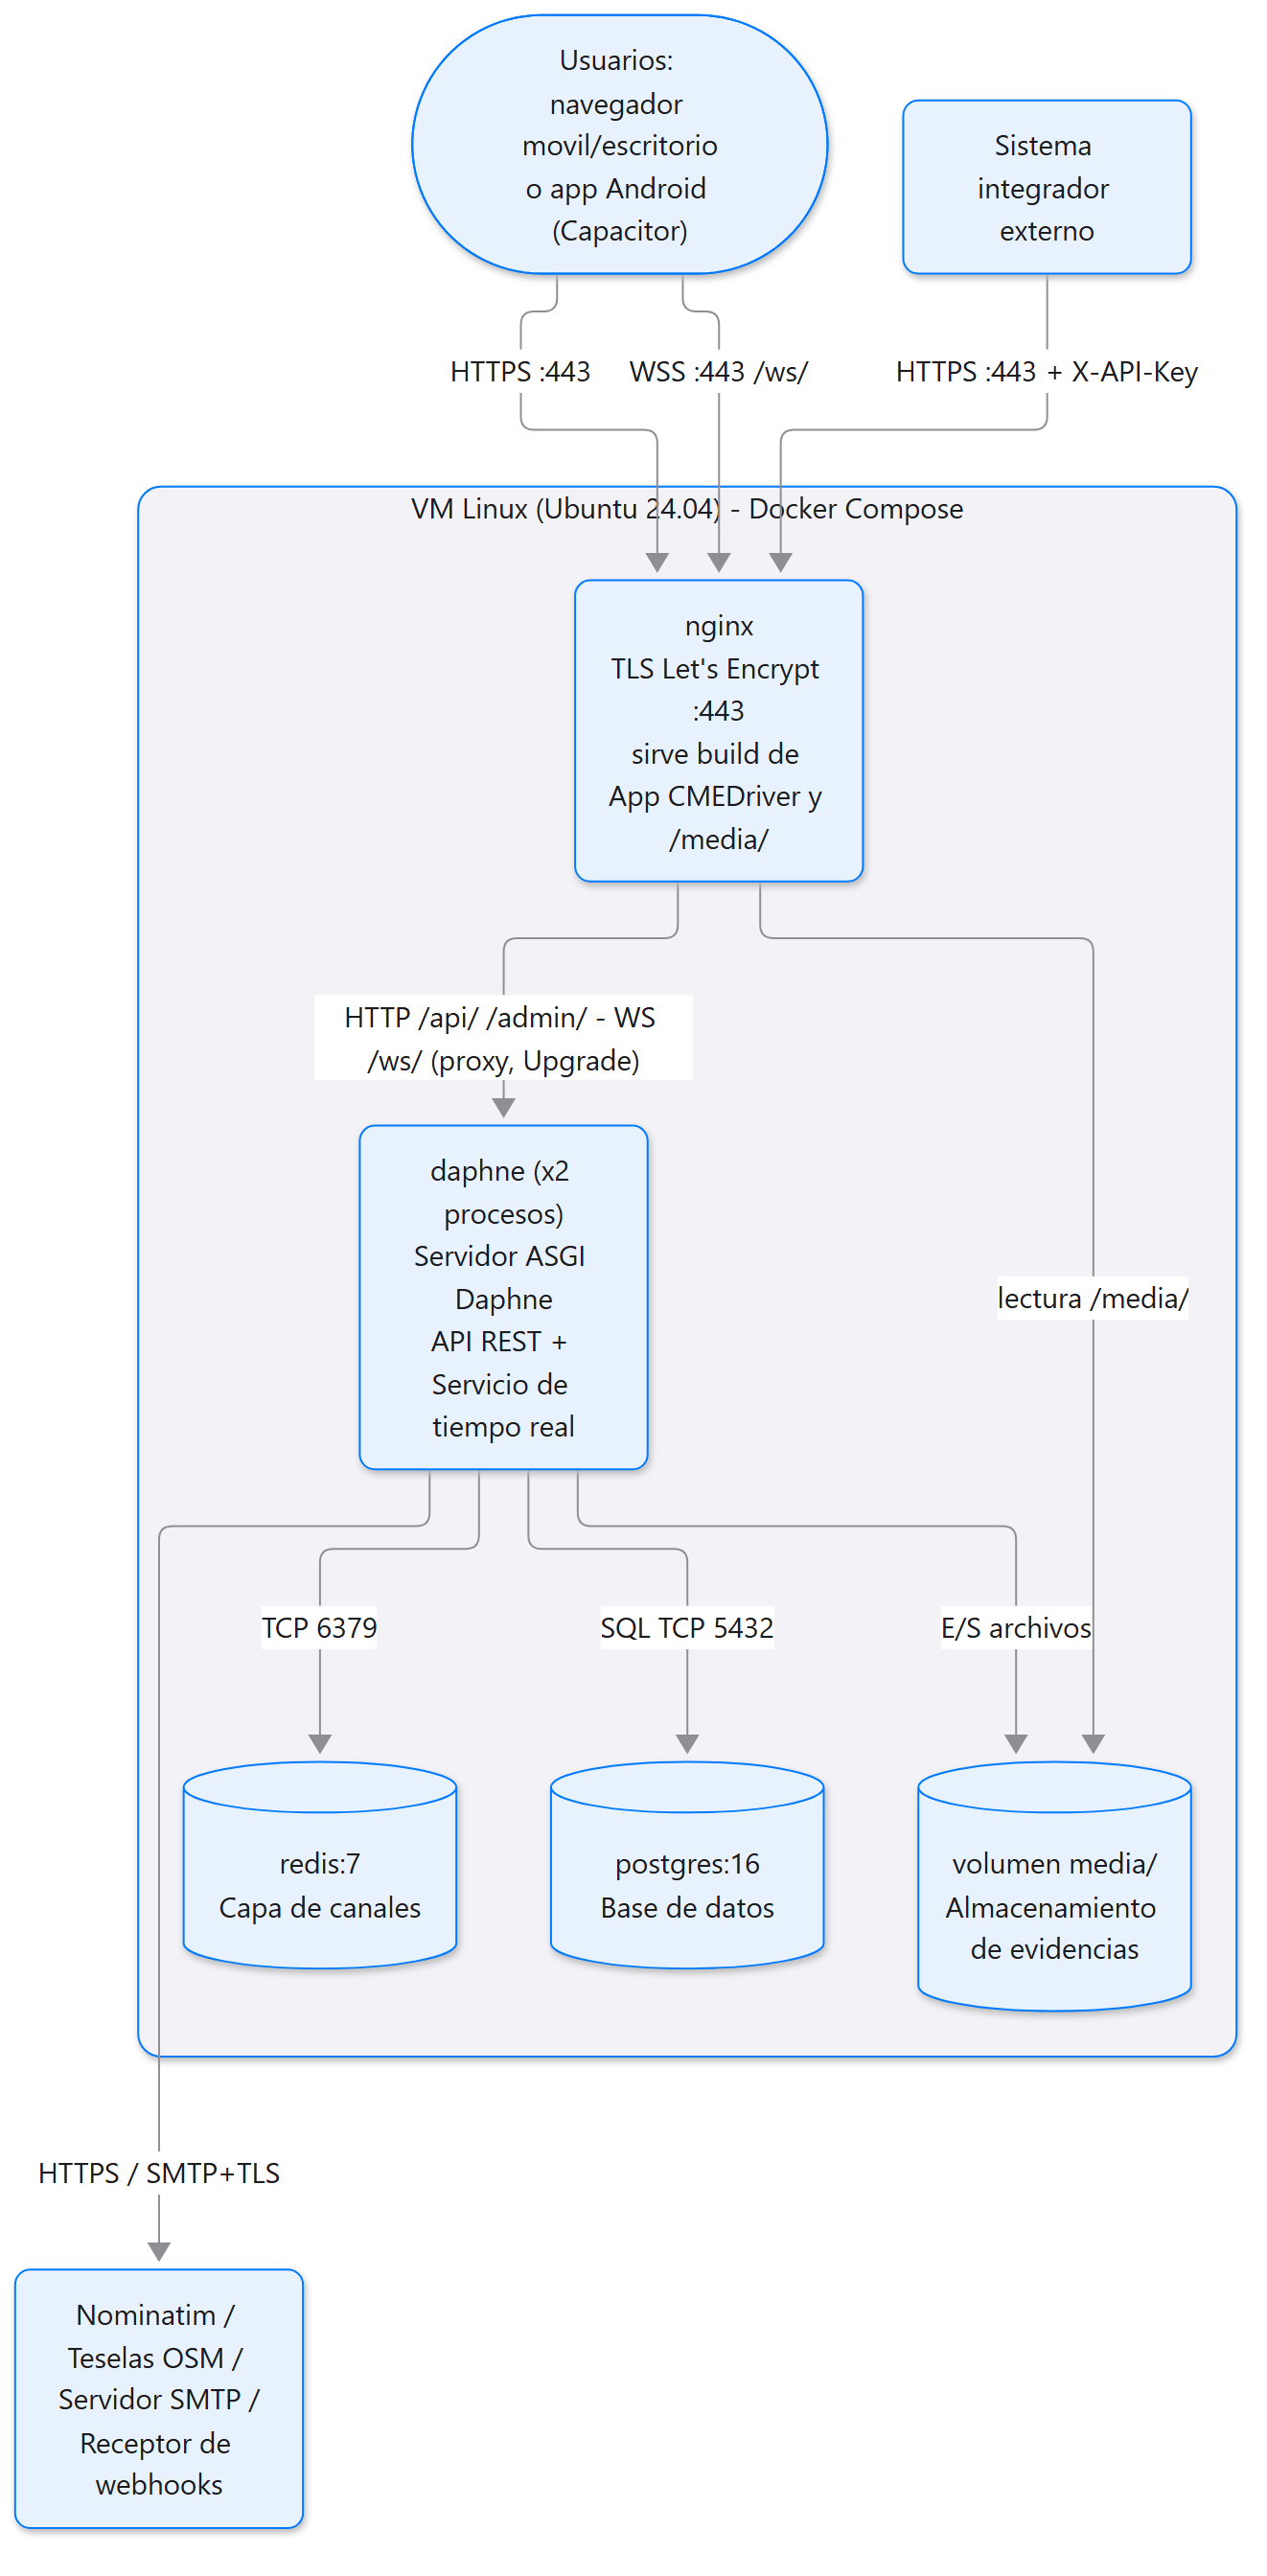 Usuarios:
navegador
movil/escritorio
o app Android
(Capacitor)
Sistema
integrador
externo
HTTPS :443
WSS :443 /ws/
HTTPS :443 + X-API-Key
VM Linux (Ubuntu 24.04) - Docker Compose
nginx
TLS Let's Encrypt
:443
sirve build de
App CMEDriver y
/media/
HTTP /api/ /admin/ - WS
/ws/ (proxy, Upgrade)
daphne (x2
procesos)
Servidor ASGI
Daphne
API REST +
Servicio de
tiempo real
lectura /media/
TCP 6379
SQL TCP 5432
E/S archivos
redis:7
Capa de canales
postgres:16
Base de datos
volumen media/
Almacenamiento
de evidencias
HTTPS / SMTP+TLS
Nominatim /
Teselas OSM /
Servidor SMTP /
Receptor de
webhooks